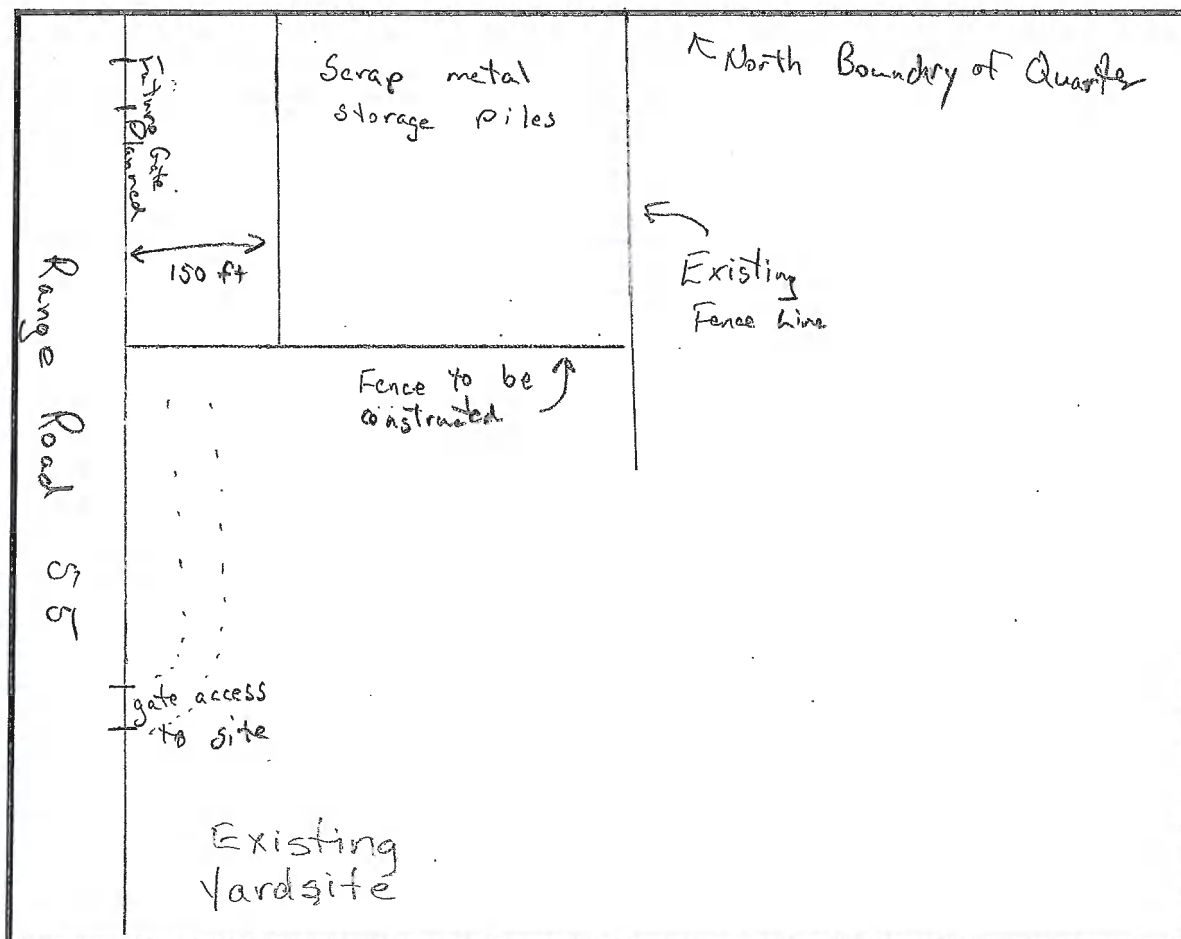 ↖ North Boundry of Quarter
Scrap metal
storage piles
Future Gate
Planned
150 ft
Existing
Fence Line
Fence to be
constructed
Range Road 55
gate access
to site
Existing
Yardsite